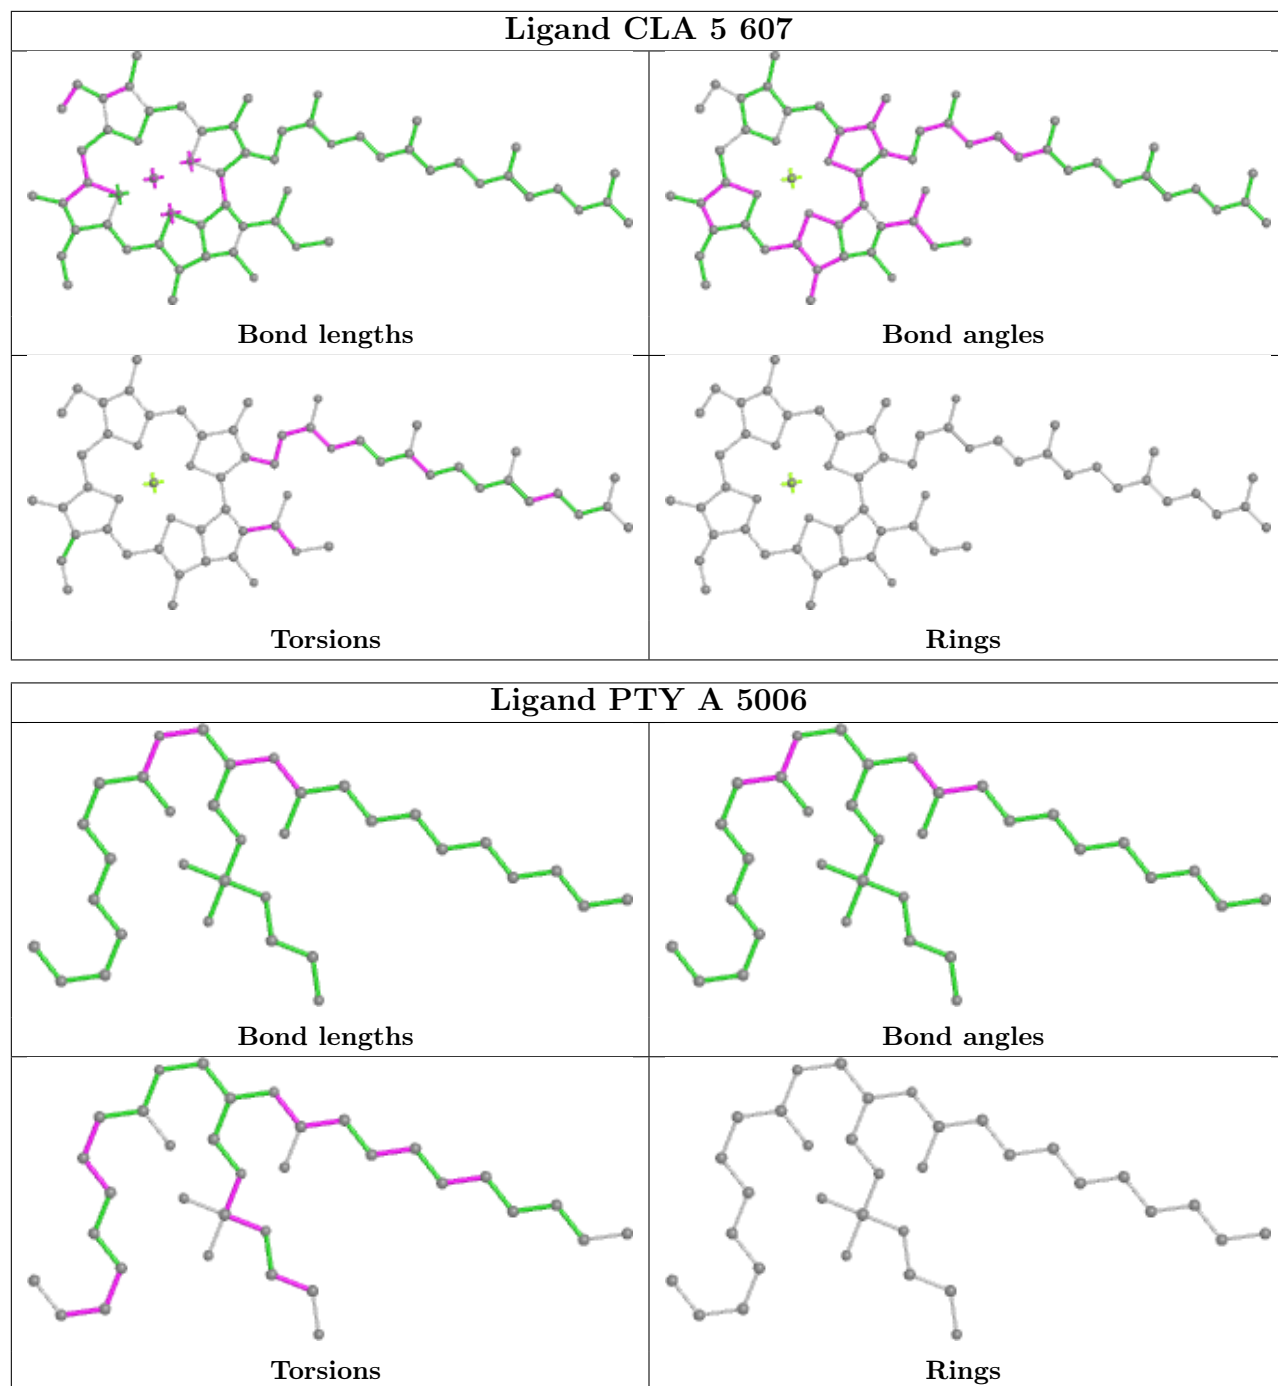 Ligand CLA 5 607
Bond lengths
Bond angles
Torsions
Rings
Ligand PTY A 5006
Bond lengths
Bond angles
Torsions
Rings